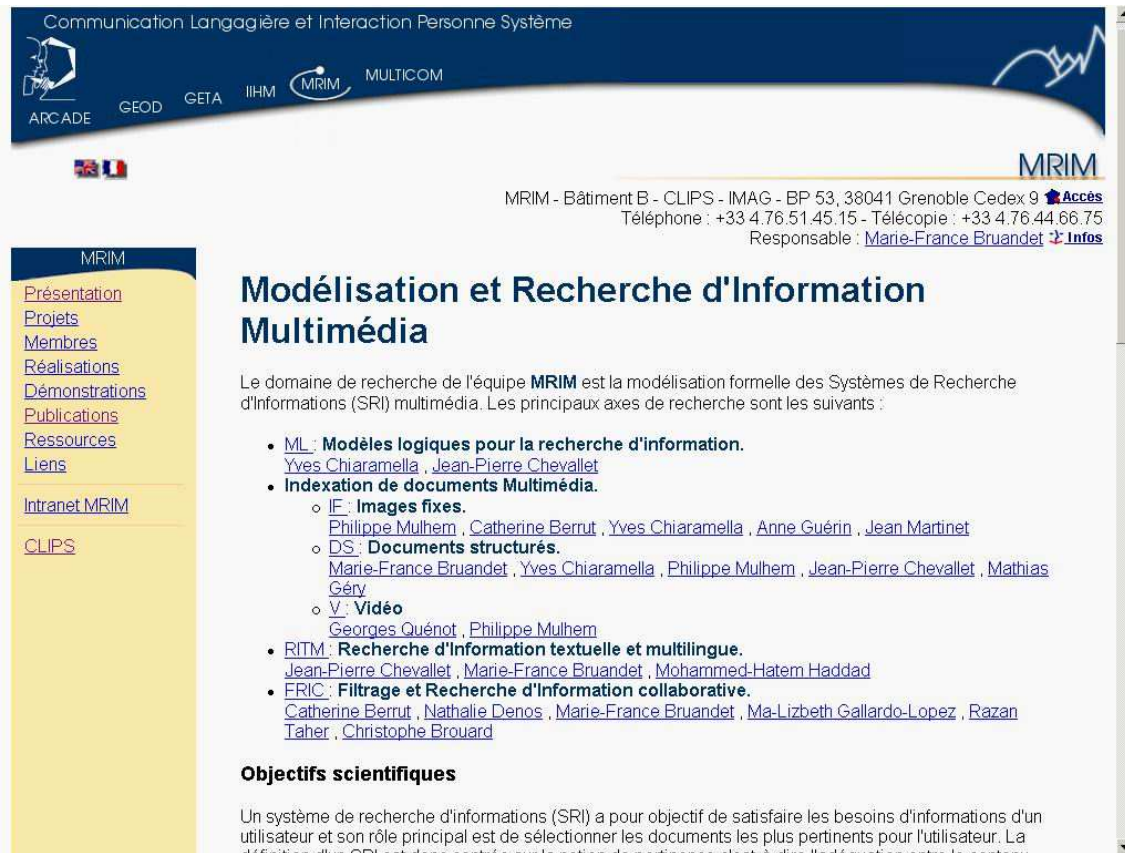 Communication Langagière et Interaction Personne Système
ARCADE GEOD GETA IIHM MRIM MULTICOM
MRIM
MRIM - Bâtiment B - CLIPS - IMAG - BP 53, 38041 Grenoble Cedex 9 Accès
Téléphone : +33 4.76.51.45.15 - Télécopie : +33 4.76.44.66.75
Responsable : Marie-France Bruandet Infos
MRIM
Présentation
Projets
Membres
Réalisations
Démonstrations
Publications
Ressources
Liens
Intranet MRIM
CLIPS
Modélisation et Recherche d'Information
Multimédia
Le domaine de recherche de l'équipe MRIM est la modélisation formelle des Systèmes de Recherche
d'Informations (SRI) multimédia. Les principaux axes de recherche sont les suivants :
• ML : Modèles logiques pour la recherche d'information.
Yves Chiaramella , Jean-Pierre Chevallet
• Indexation de documents Multimédia.
o IF : Images fixes.
Philippe Mulhem , Catherine Berrut , Yves Chiaramella , Anne Guérin , Jean Martinet
o DS : Documents structurés.
Marie-France Bruandet , Yves Chiaramella , Philippe Mulhem , Jean-Pierre Chevallet , Mathias
Géry
o V : Vidéo
Georges Quénot , Philippe Mulhem
• RITM : Recherche d'Information textuelle et multilingue.
Jean-Pierre Chevallet , Marie-France Bruandet , Mohammed-Hatem Haddad
• FRIC : Filtrage et Recherche d'Information collaborative.
Catherine Berrut , Nathalie Denos , Marie-France Bruandet , Ma-Lizbeth Gallardo-Lopez , Razan
Taher , Christophe Brouard
Objectifs scientifiques
Un système de recherche d'informations (SRI) a pour objectif de satisfaire les besoins d'informations d'un
utilisateur et son rôle principal est de sélectionner les documents les plus pertinents pour l'utilisateur. La